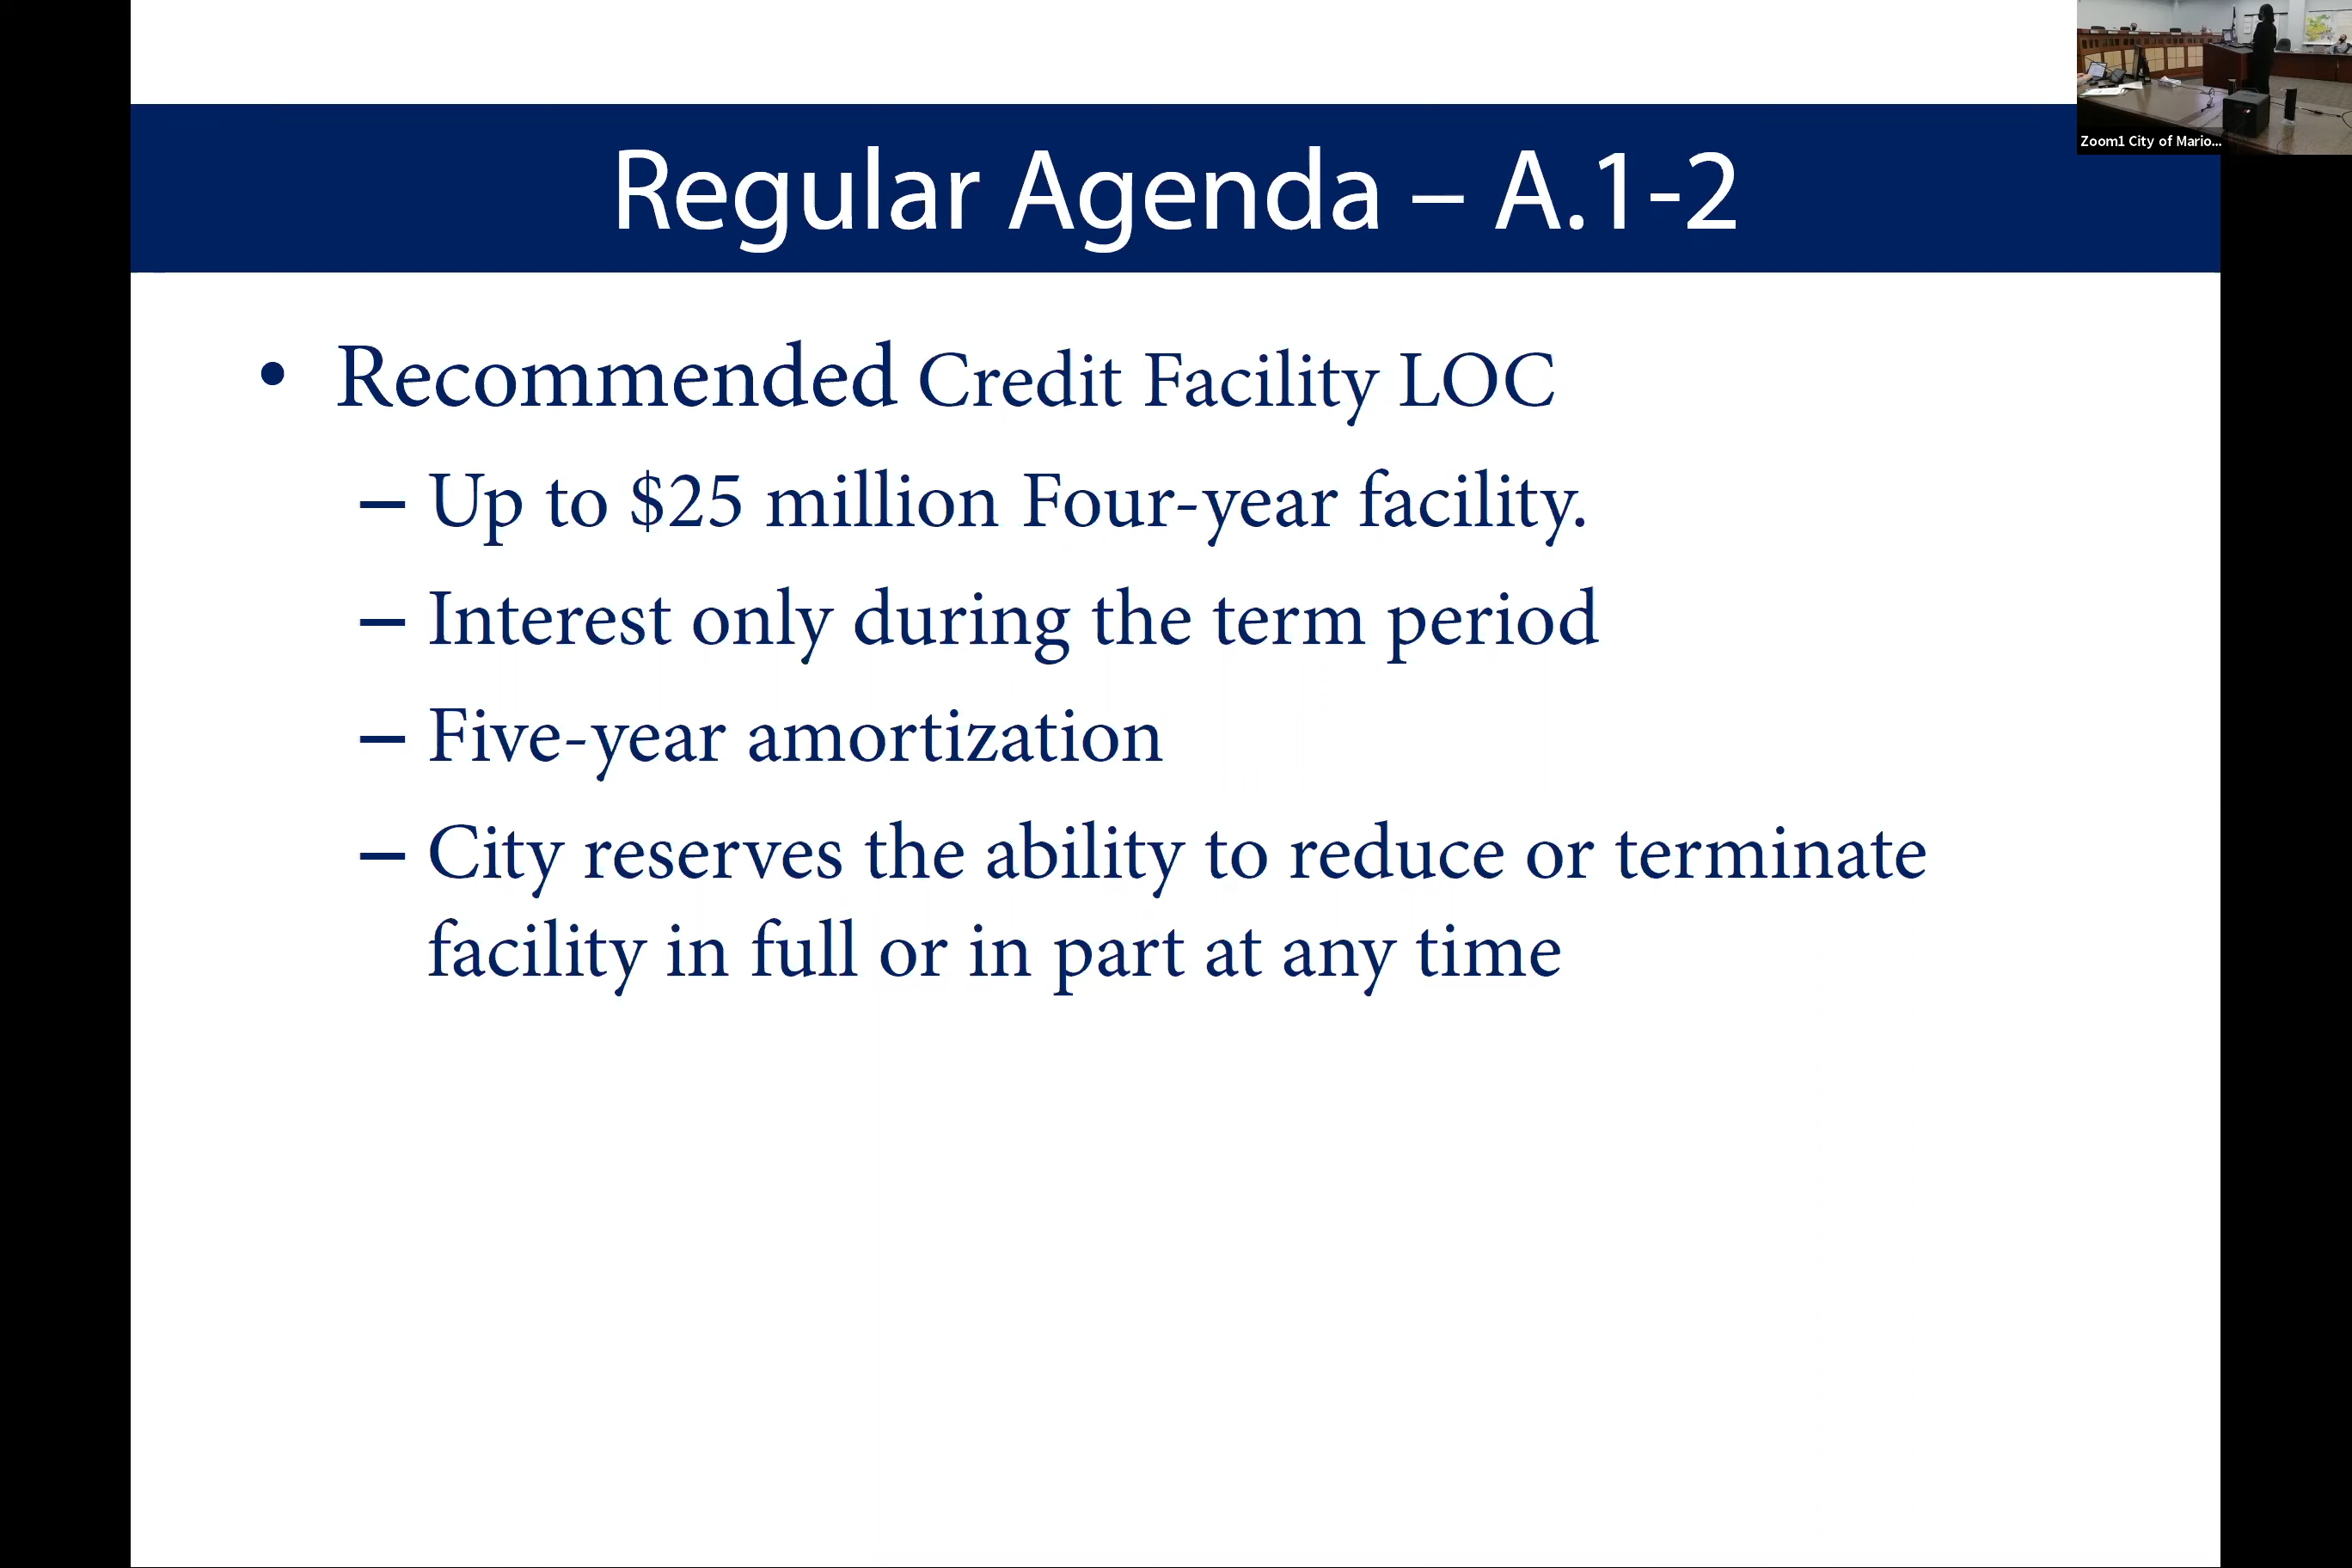 Regular Agenda – A.1-2
Zoom1 City of Mario...
• Recommended Credit Facility LOC
– Up to $25 million Four-year facility.
– Interest only during the term period
– Five-year amortization
– City reserves the ability to reduce or terminate
facility in full or in part at any time